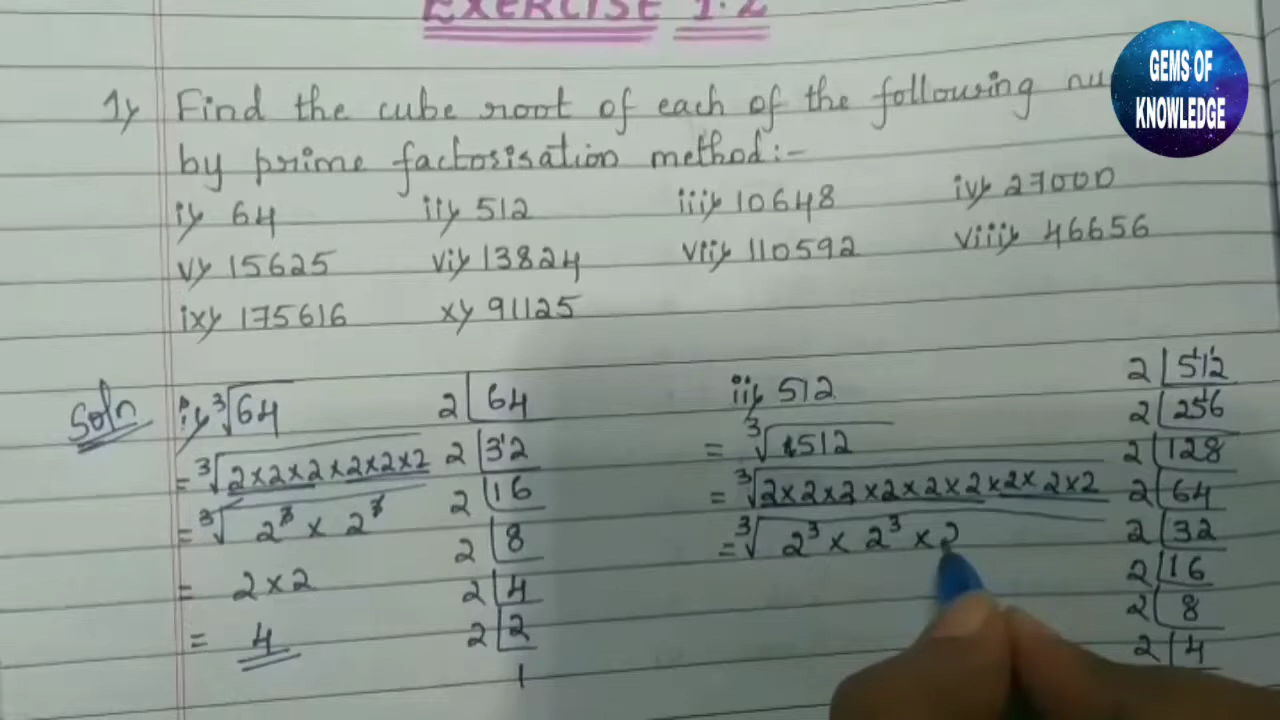 EXERCISE 1.2
GEMS OF
KNOWLEDGE
1) Find the cube root of each of the following
by prime factorisation method:-
i) 64 ii) 512 iii) 10648 iv) 27000
v) 15625 vi) 13824 vii) 110592 viii) 46656
ix) 175616 x) 91125
Soln i) ∛64
= ∛2×2×2×2×2×2
= ∛2³ × 2³
= 2×2
= 4
2 64
2 32
2 16
2 8
2 4
2 2
1
ii) 512
= ∛512
= ∛2×2×2×2×2×2×2×2×2
= ∛2³ × 2³ × 2
2 512
2 256
2 128
2 64
2 32
2 16
2 8
2 4